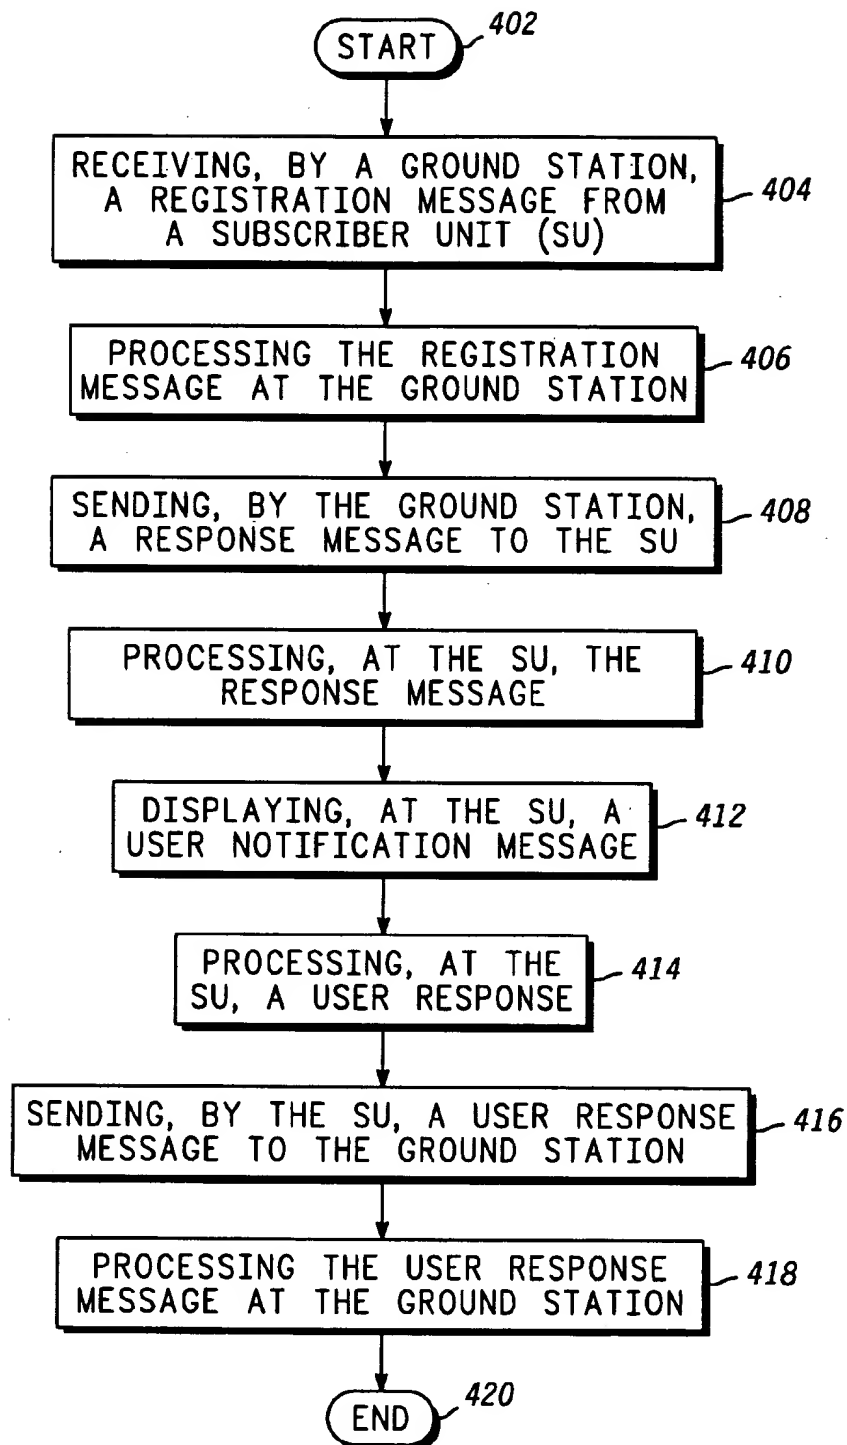 START
402
RECEIVING, BY A GROUND STATION,
A REGISTRATION MESSAGE FROM
A SUBSCRIBER UNIT (SU)
404
PROCESSING THE REGISTRATION
MESSAGE AT THE GROUND STATION
406
SENDING, BY THE GROUND STATION,
A RESPONSE MESSAGE TO THE SU
408
PROCESSING, AT THE SU, THE
RESPONSE MESSAGE
410
DISPLAYING, AT THE SU, A
USER NOTIFICATION MESSAGE
412
PROCESSING, AT THE
SU, A USER RESPONSE
414
SENDING, BY THE SU, A USER RESPONSE
MESSAGE TO THE GROUND STATION
416
PROCESSING THE USER RESPONSE
MESSAGE AT THE GROUND STATION
418
END
420